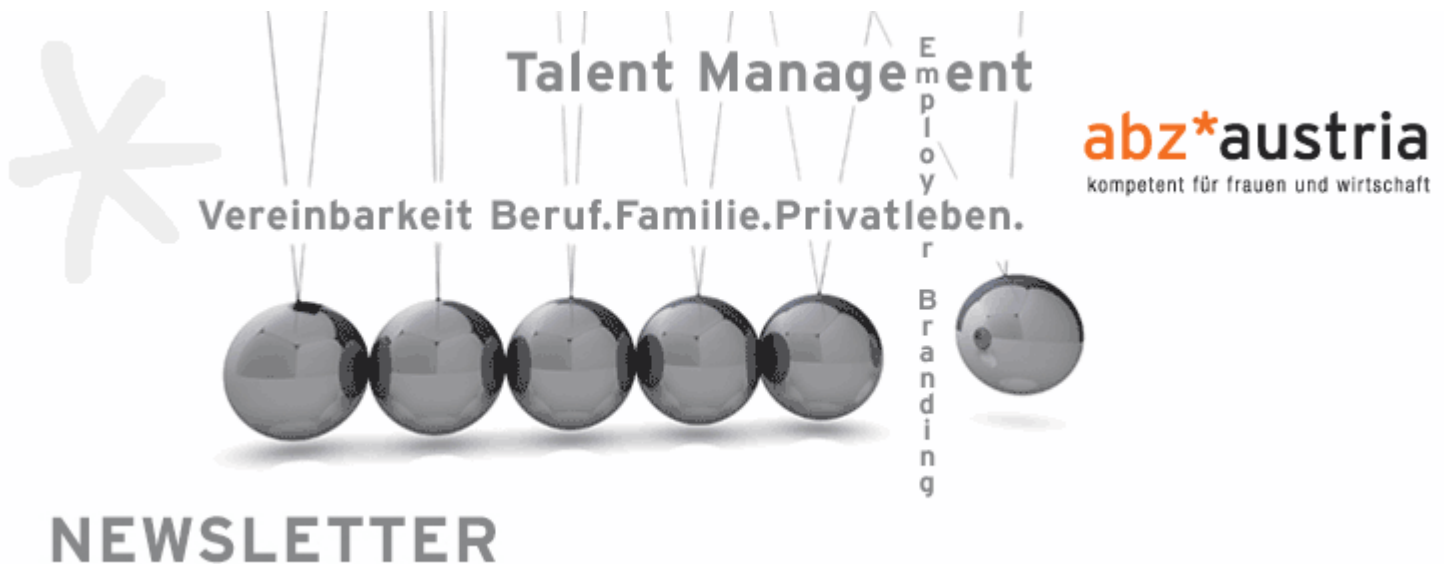 Talent Management
Employer Branding
abz*austria
kompetent für frauen und wirtschaft
Vereinbarkeit Beruf.Familie.Privatleben.
NEWSLETTER